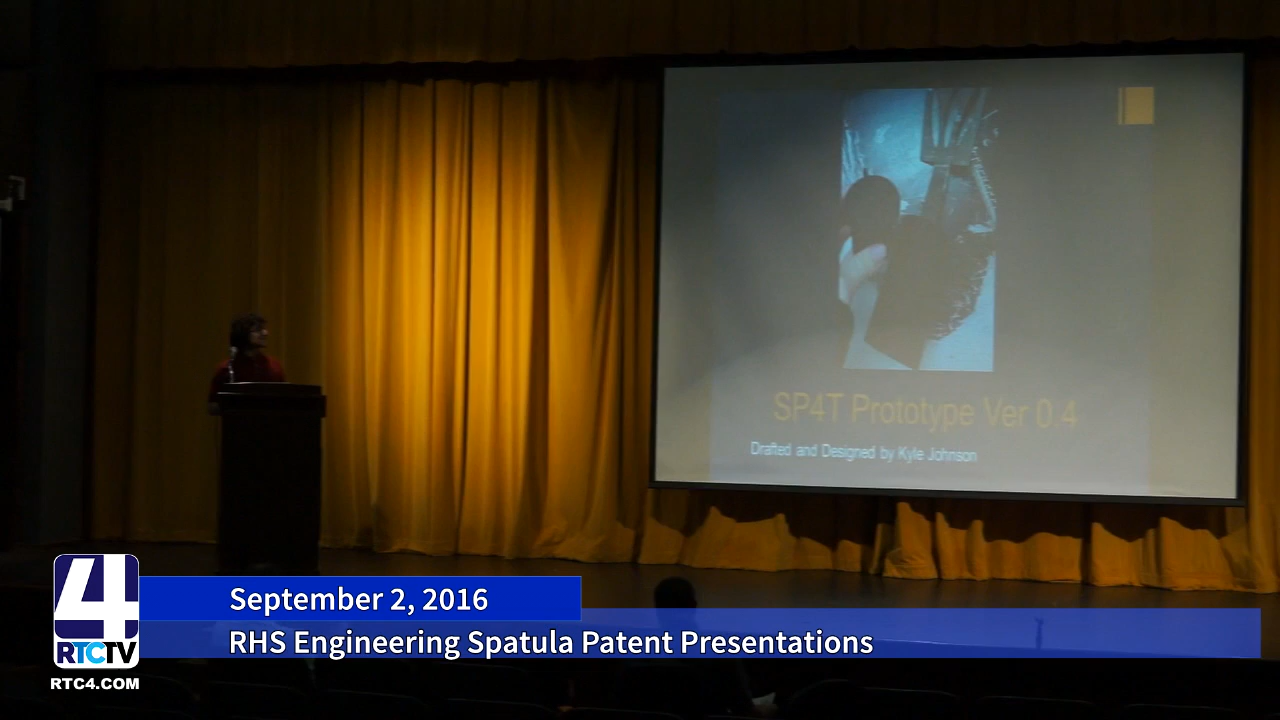 SP4T Prototype Ver 0.4
Drafted and Designed by Kyle Johnson
September 2, 2016
RHS Engineering Spatula Patent Presentations
4
RTCTV
RTC4.COM